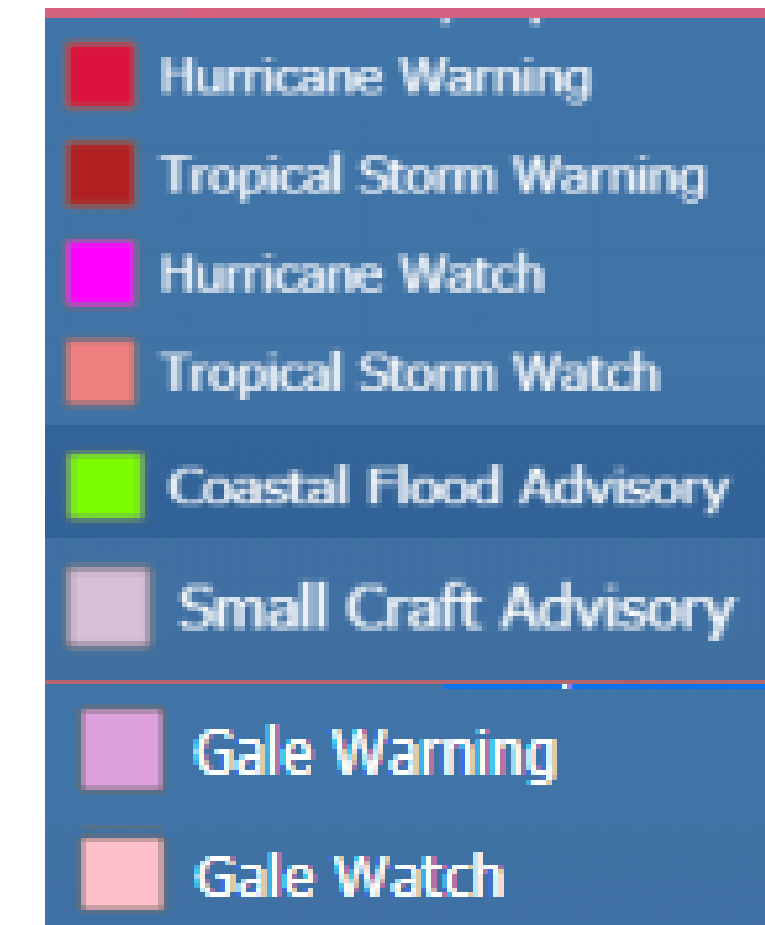 Hurricane Warning
Tropical Storm Warning
Hurricane Watch
Tropical Storm Watch
Coastal Flood Advisory
Small Craft Advisory
Gale Warning
Gale Watch